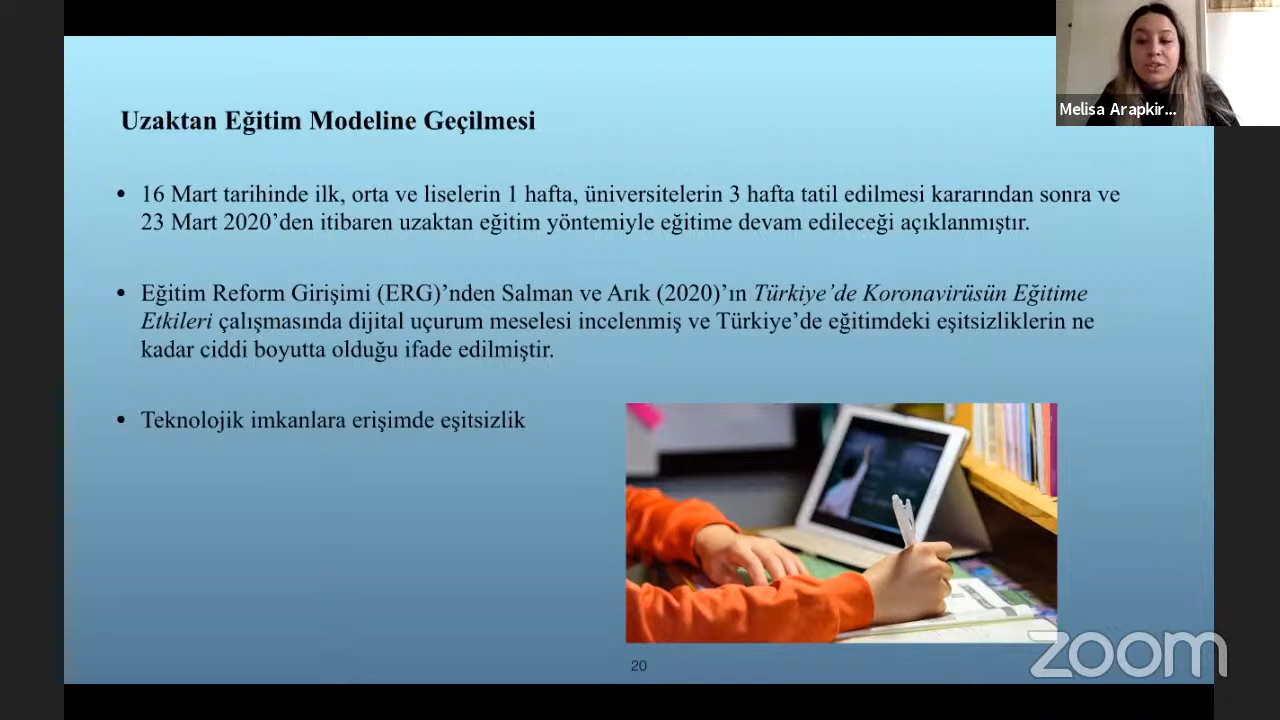 Melisa Arapkir...
Uzaktan Eğitim Modeline Geçilmesi
• 16 Mart tarihinde ilk, orta ve liselerin 1 hafta, üniversitelerin 3 hafta tatil edilmesi kararından sonra ve
23 Mart 2020’den itibaren uzaktan eğitim yöntemiyle eğitime devam edileceği açıklanmıştır.
• Eğitim Reform Girişimi (ERG)’nden Salman ve Arık (2020)’ın Türkiye’de Koronavirüsün Eğitime
Etkileri çalışmasında dijital uçurum meselesi incelenmiş ve Türkiye’de eğitimdeki eşitsizliklerin ne
kadar ciddi boyutta olduğu ifade edilmiştir.
• Teknolojik imkanlara erişimde eşitsizlik
20
zoom